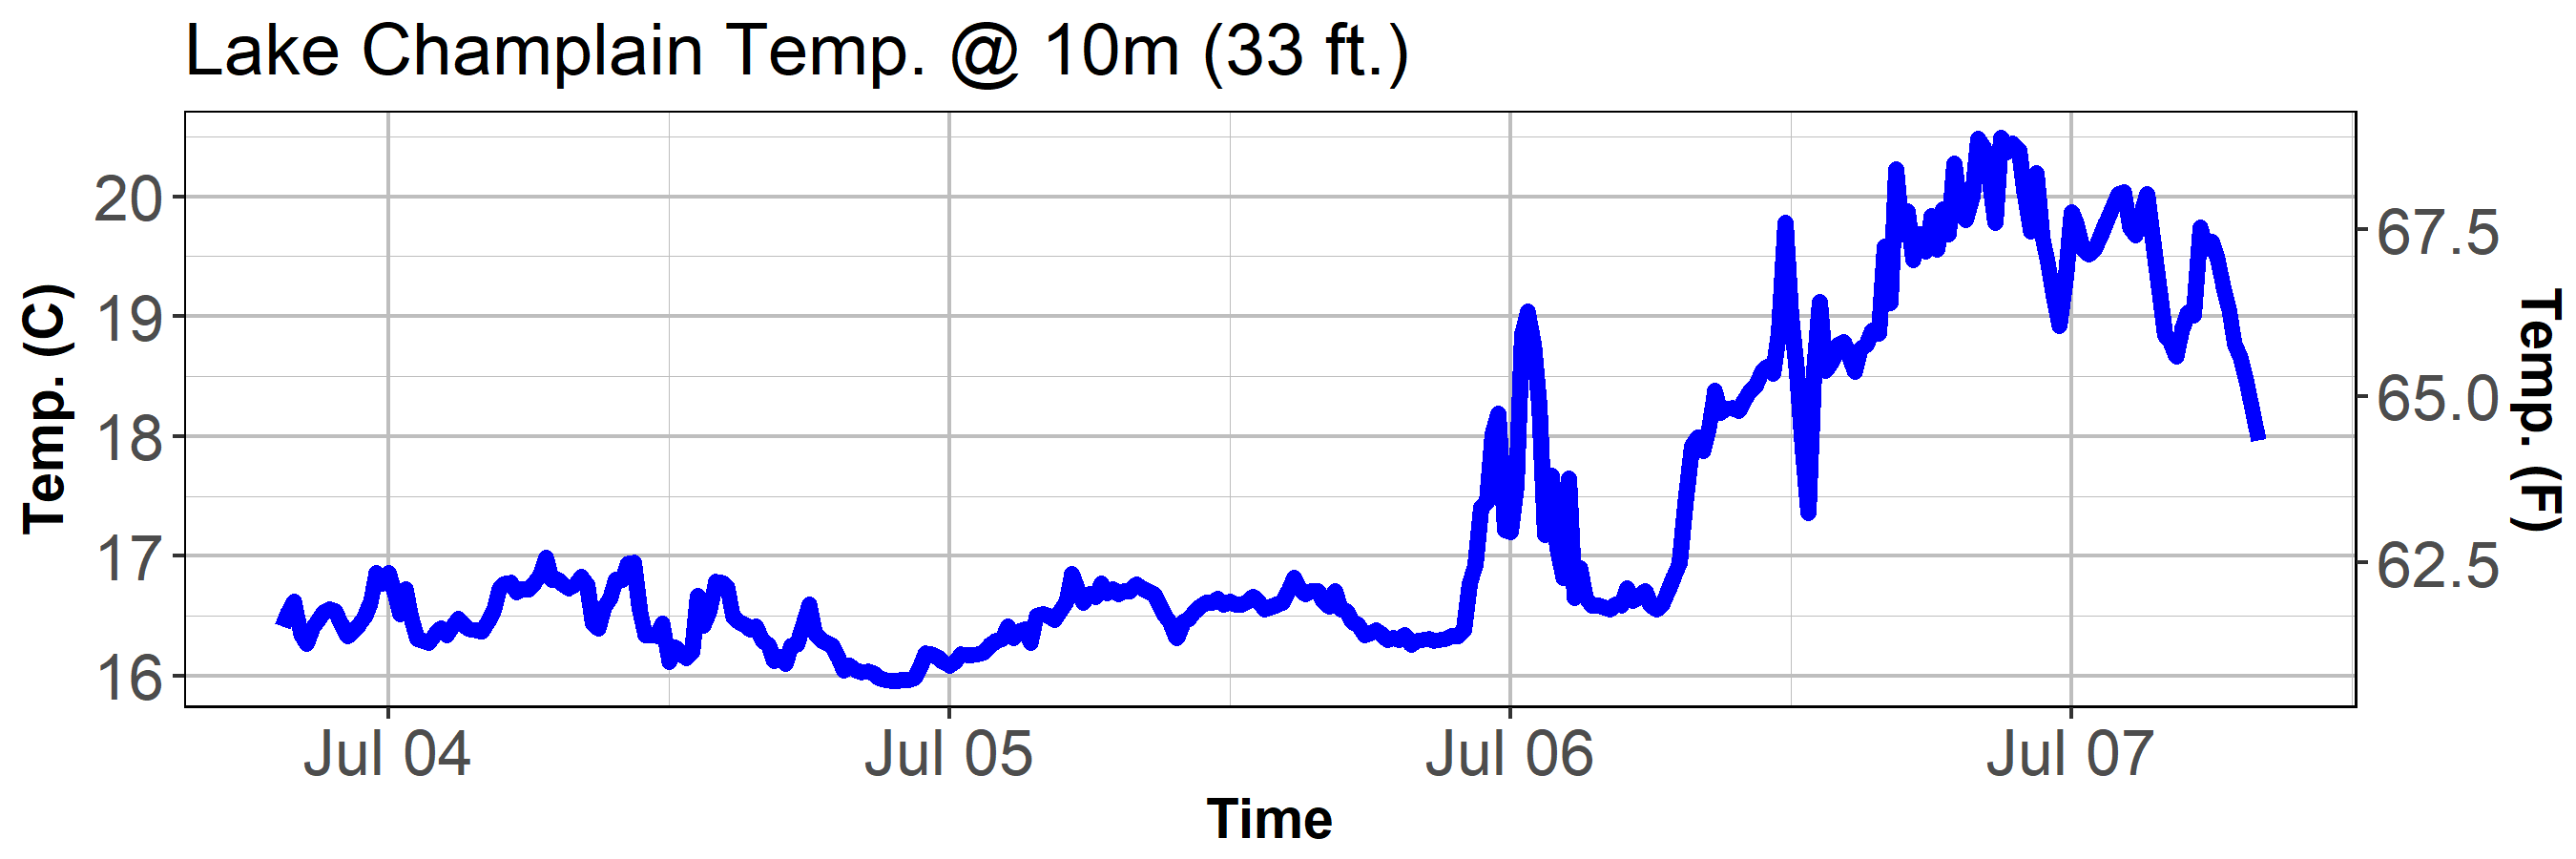 Lake Champlain Temp. @ 10m (33 ft.)
Temp. (C)
20
19
18
17
16
67.5
65.0
62.5
Temp. (F)
Jul 04 Jul 05 Jul 06 Jul 07
Time